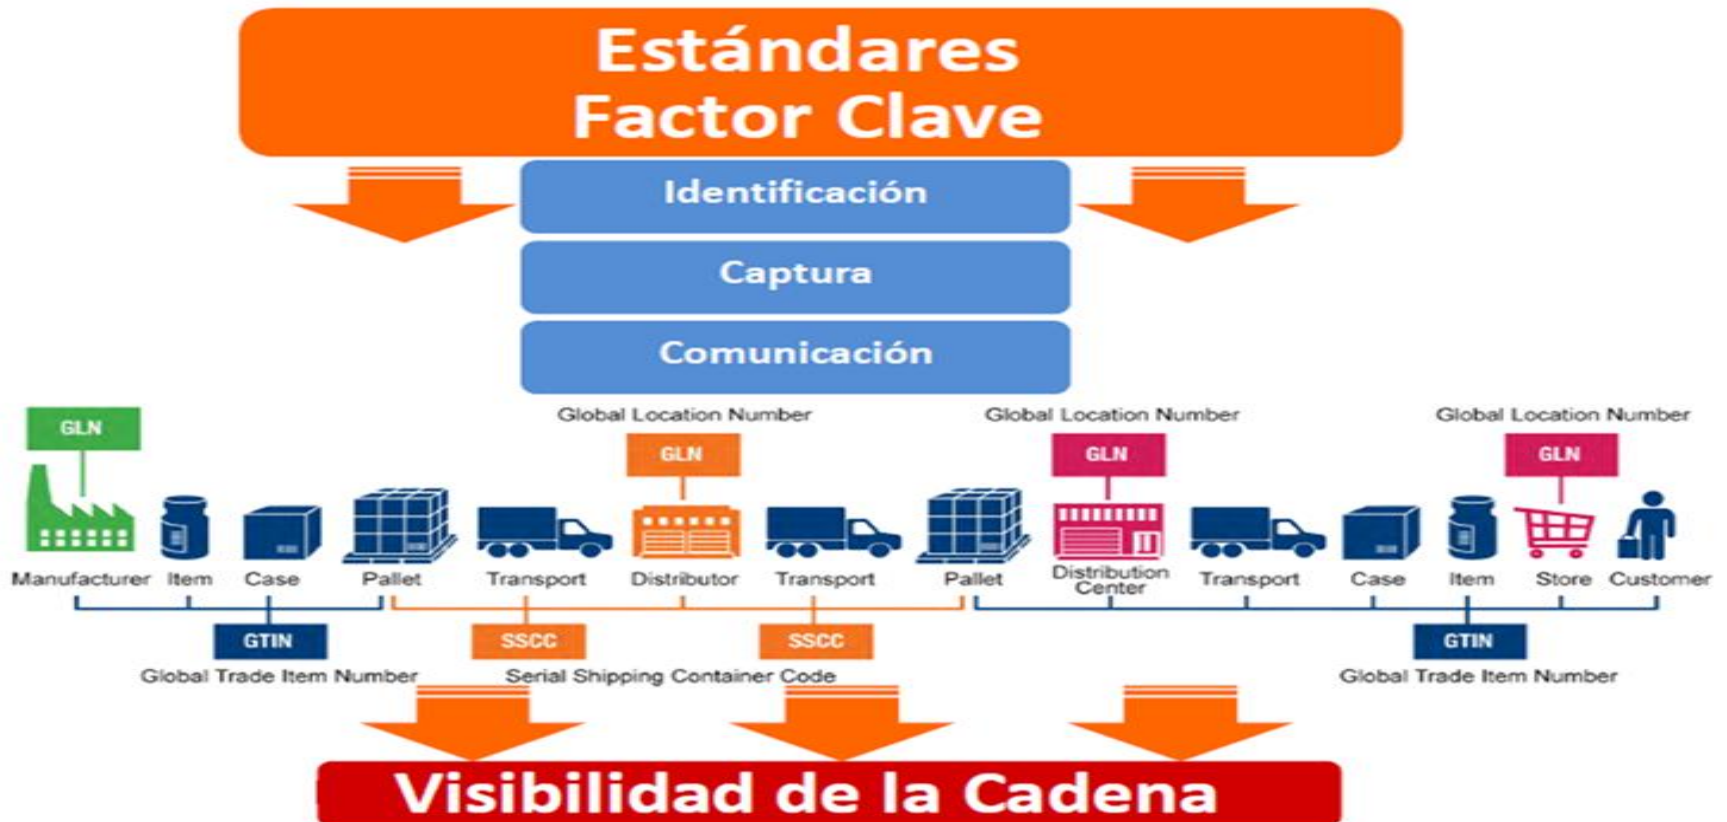 Estándares
Factor Clave
Identificación
Captura
Comunicación
GLN
Global Location Number
GLN
Global Location Number
GLN
Global Location Number
GLN
Manufacturer
Item
Case
Pallet
Transport
Distributor
Transport
Pallet
Distribution
Center
Transport
Case
Item
Store
Customer
GTIN
Global Trade Item Number
SSCC
SSCC
Serial Shipping Container Code
GTIN
Global Trade Item Number
Visibilidad de la Cadena